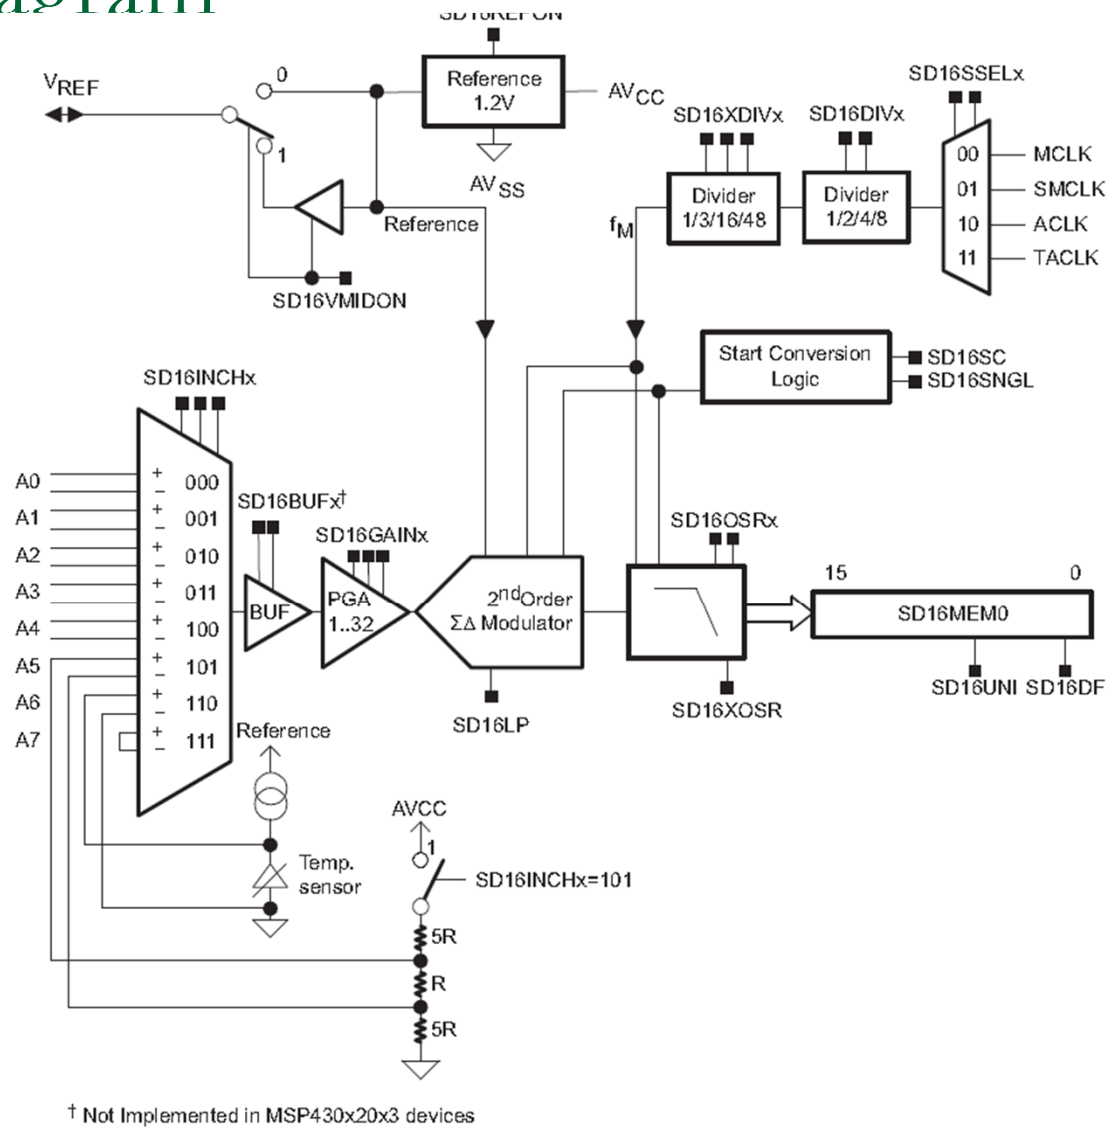 SD16REFON
0
VREF
Reference
1.2V
AVCC
1
AVSS
Reference
SD16VMIDON
SD16SSELx
SD16XDIVx
SD16DIVx
00
MCLK
Divider
1/3/16/48
Divider
1/2/4/8
01
SMCLK
fM
10
ACLK
11
TACLK
Start Conversion
Logic
SD16SC
SD16SNGL
SD16INCHx
A0
+
–
000
A1
+
–
001
A2
+
–
010
A3
+
–
011
A4
+
–
100
A5
+
–
101
A6
+
–
110
A7
+
–
111
SD16BUFx†
SD16GAINx
BUF
PGA
1..32
2ndOrder
ΣΔ Modulator
SD16LP
SD16OSRx
SD16XOSR
15
0
SD16MEM0
SD16UNI
SD16DF
Reference
Temp.
sensor
AVCC
1
SD16INCHx=101
5R
R
5R
† Not Implemented in MSP430x20x3 devices